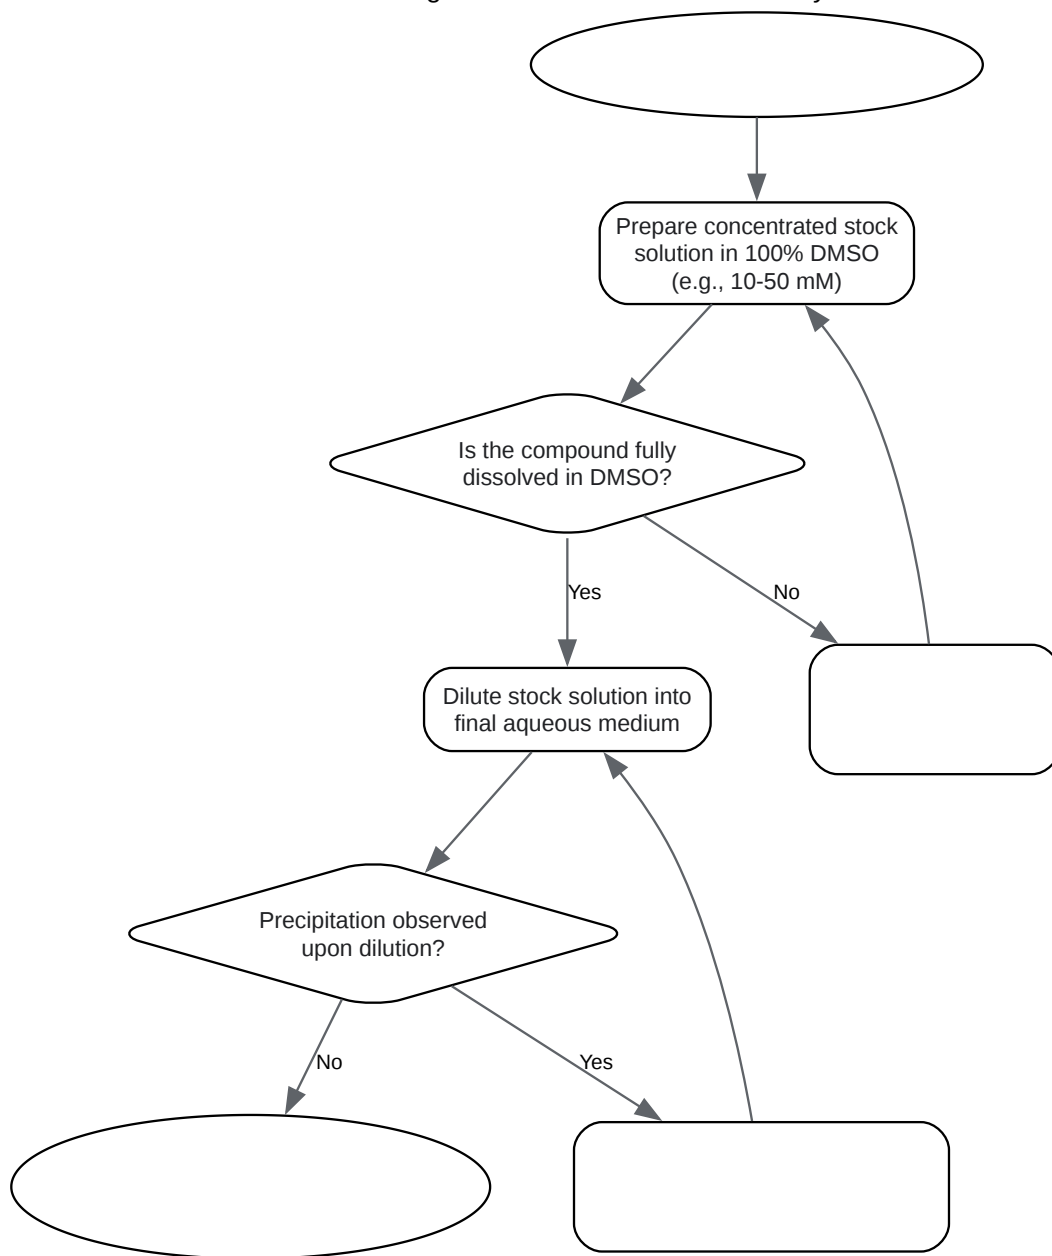 Prepare concentrated stock
solution in 100% DMSO
(e.g., 10-50 mM)
Is the compound fully
dissolved in DMSO?
Yes
No
Dilute stock solution into
final aqueous medium
Precipitation observed
upon dilution?
No
Yes